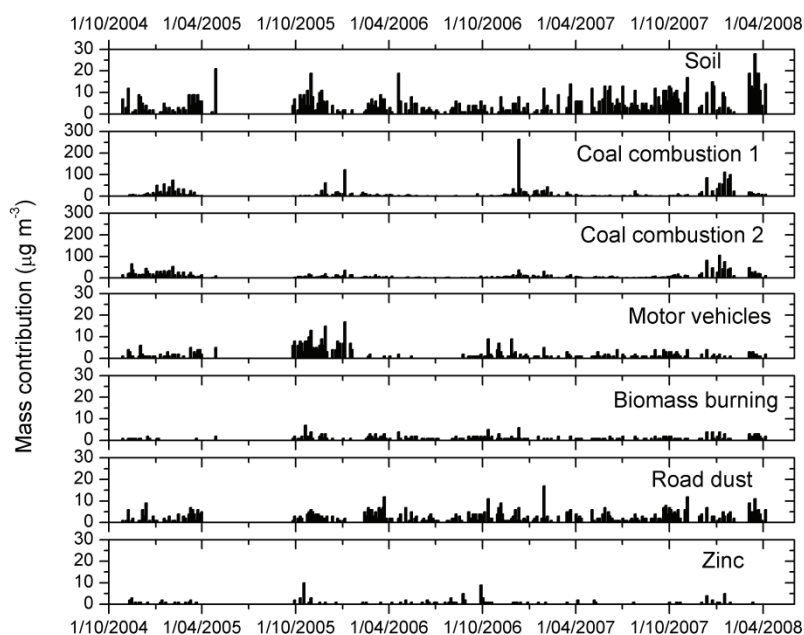 1/10/2004 1/04/2005 1/10/2005 1/04/2006 1/10/2006 1/04/2007 1/10/2007 1/04/2008
Mass contribution (μg m⁻³)
30
20
10
0
Soil
300
200
100
0
Coal combustion 1
300
200
100
0
Coal combustion 2
30
20
10
0
Motor vehicles
30
20
10
0
Biomass burning
30
20
10
0
Road dust
30
20
10
0
Zinc
1/10/2004 1/04/2005 1/10/2005 1/04/2006 1/10/2006 1/04/2007 1/10/2007 1/04/2008